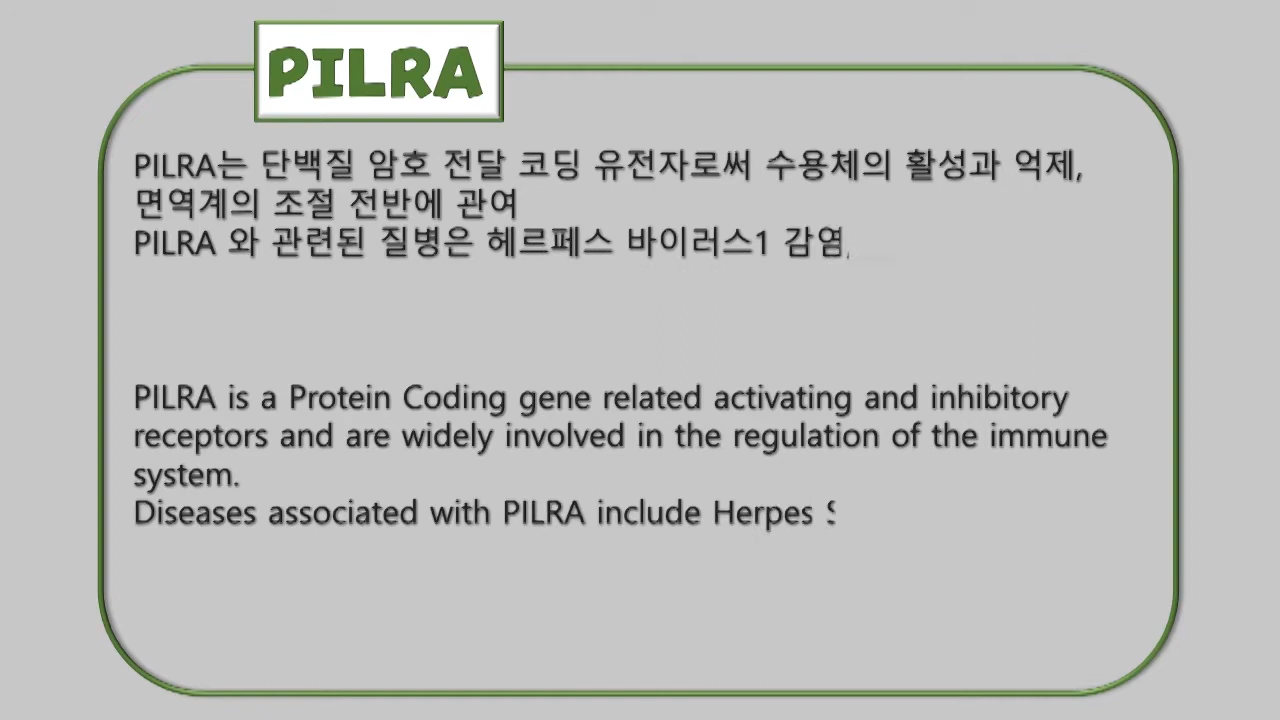 PILRA
PILRA는 단백질 암호 전달 코딩 유전자로써 수용체의 활성과 억제,
면역계의 조절 전반에 관여
PILRA 와 관련된 질병은 헤르페스 바이러스1 감염,
PILRA is a Protein Coding gene related activating and inhibitory
receptors and are widely involved in the regulation of the immune
system.
Diseases associated with PILRA include Herpes